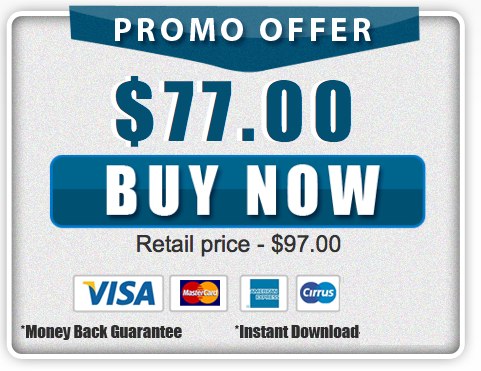 PROMO OFFER
$77.00
BUY NOW
Retail price - $97.00
VISA MasterCard AMERICAN EXPRESS Cirrus
*Money Back Guarantee *Instant Download